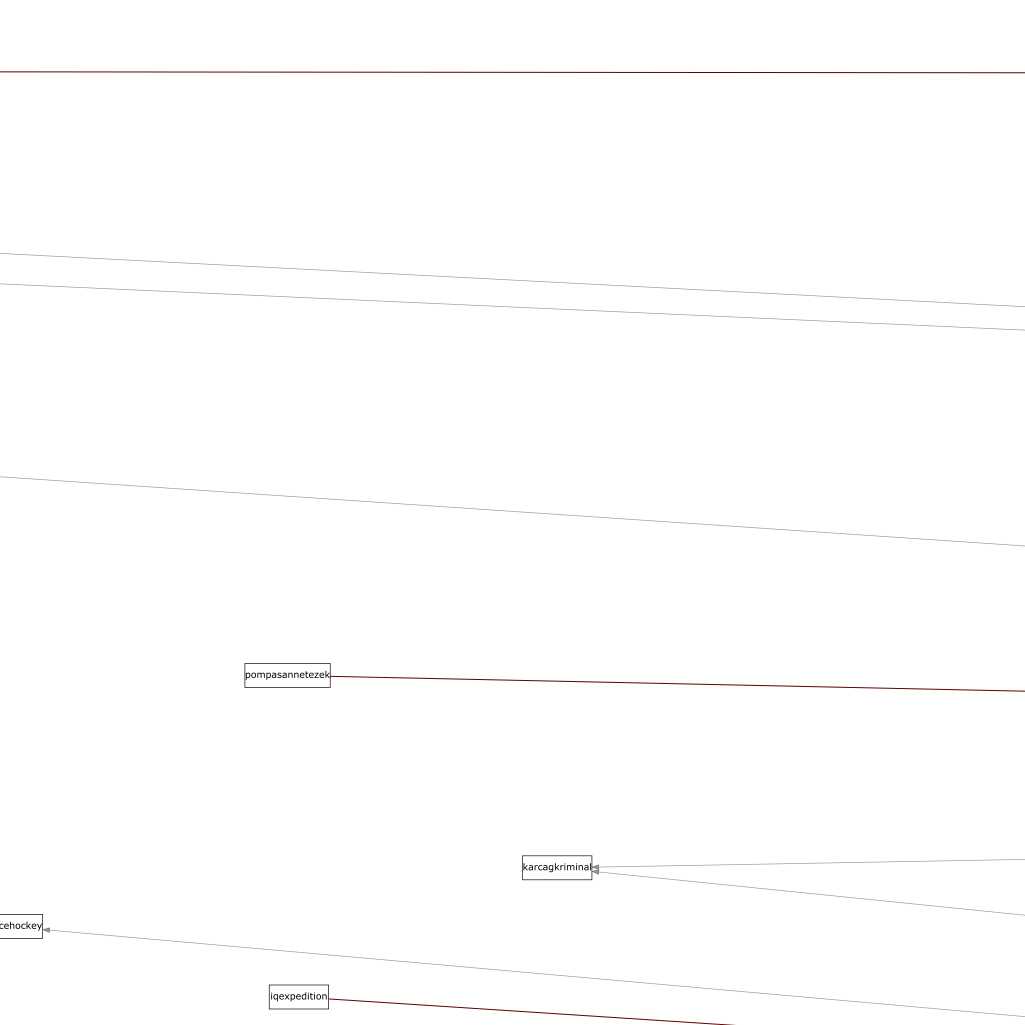 pompasannetezek
karcagkriminal
cehockey
iqexpedition